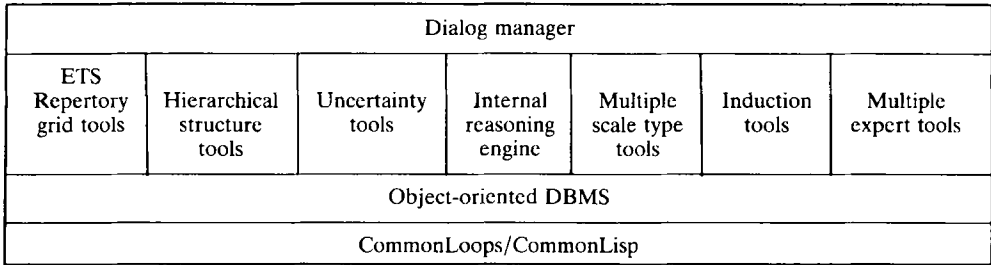 Dialog manager
ETS
Repertory
grid tools
Hierarchical
structure
tools
Uncertainty
tools
Internal
reasoning
engine
Multiple
scale type
tools
Induction
tools
Multiple
expert tools
Object-oriented DBMS
CommonLoops/CommonLisp